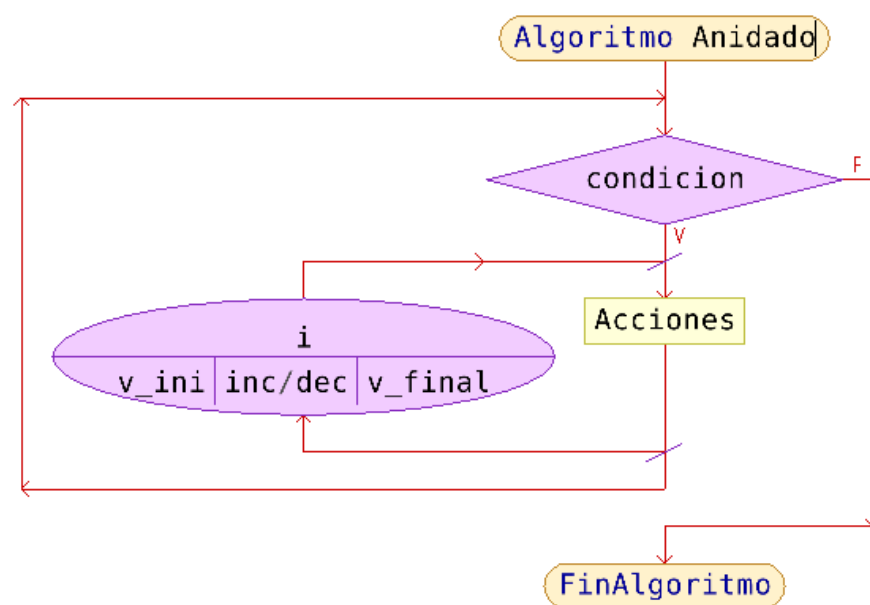 Algoritmo Anidado
condicion
F
V
Acciones
i
v_ini inc/dec v_final
FinAlgoritmo